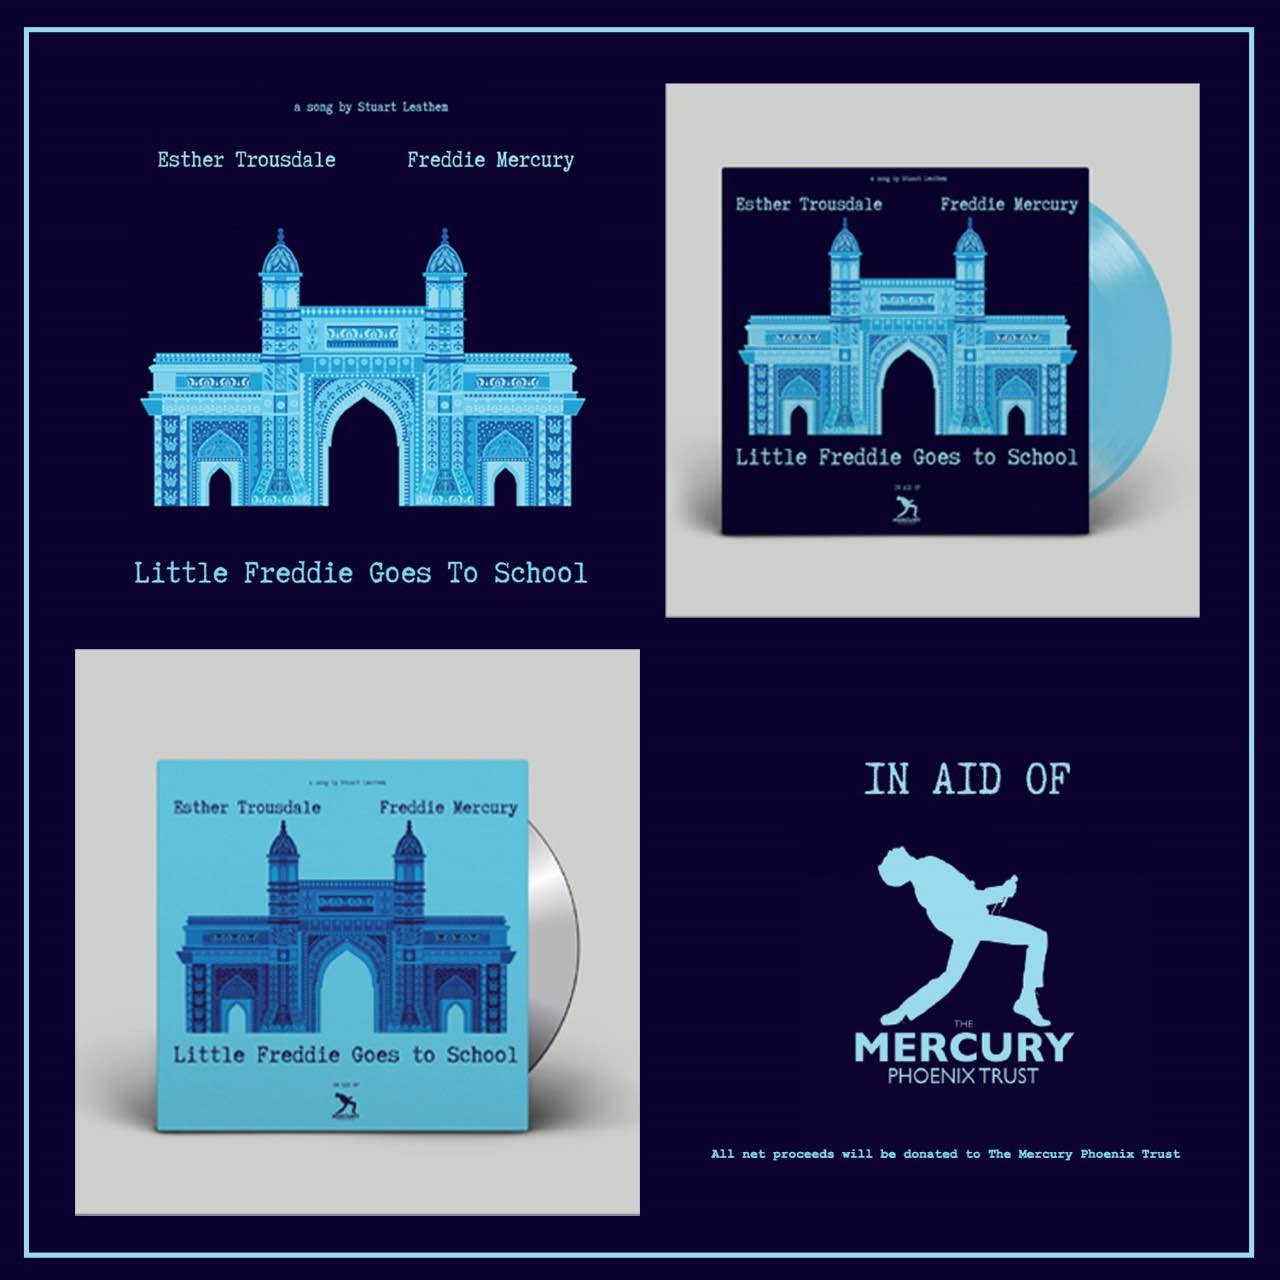 a song by Stuart Leathem
Esther Trousdale Freddie Mercury
Little Freddie Goes To School
a song by Stuart Leathem
Esther Trousdale Freddie Mercury
Little Freddie Goes to School
IN AID OF
MERCURY
a song by Stuart Leathem
Esther Trousdale Freddie Mercury
Little Freddie Goes to School
IN AID OF
MERCURY
IN AID OF
THE
MERCURY
PHOENIX TRUST
All net proceeds will be donated to The Mercury Phoenix Trust